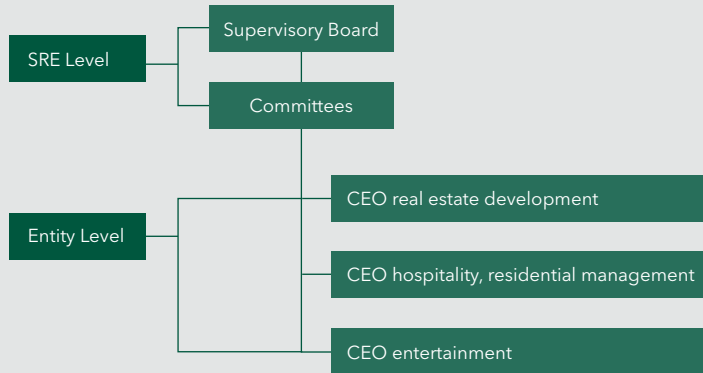 Supervisory Board
SRE Level
Committees
CEO real estate development
Entity Level
CEO hospitality, residential management
CEO entertainment